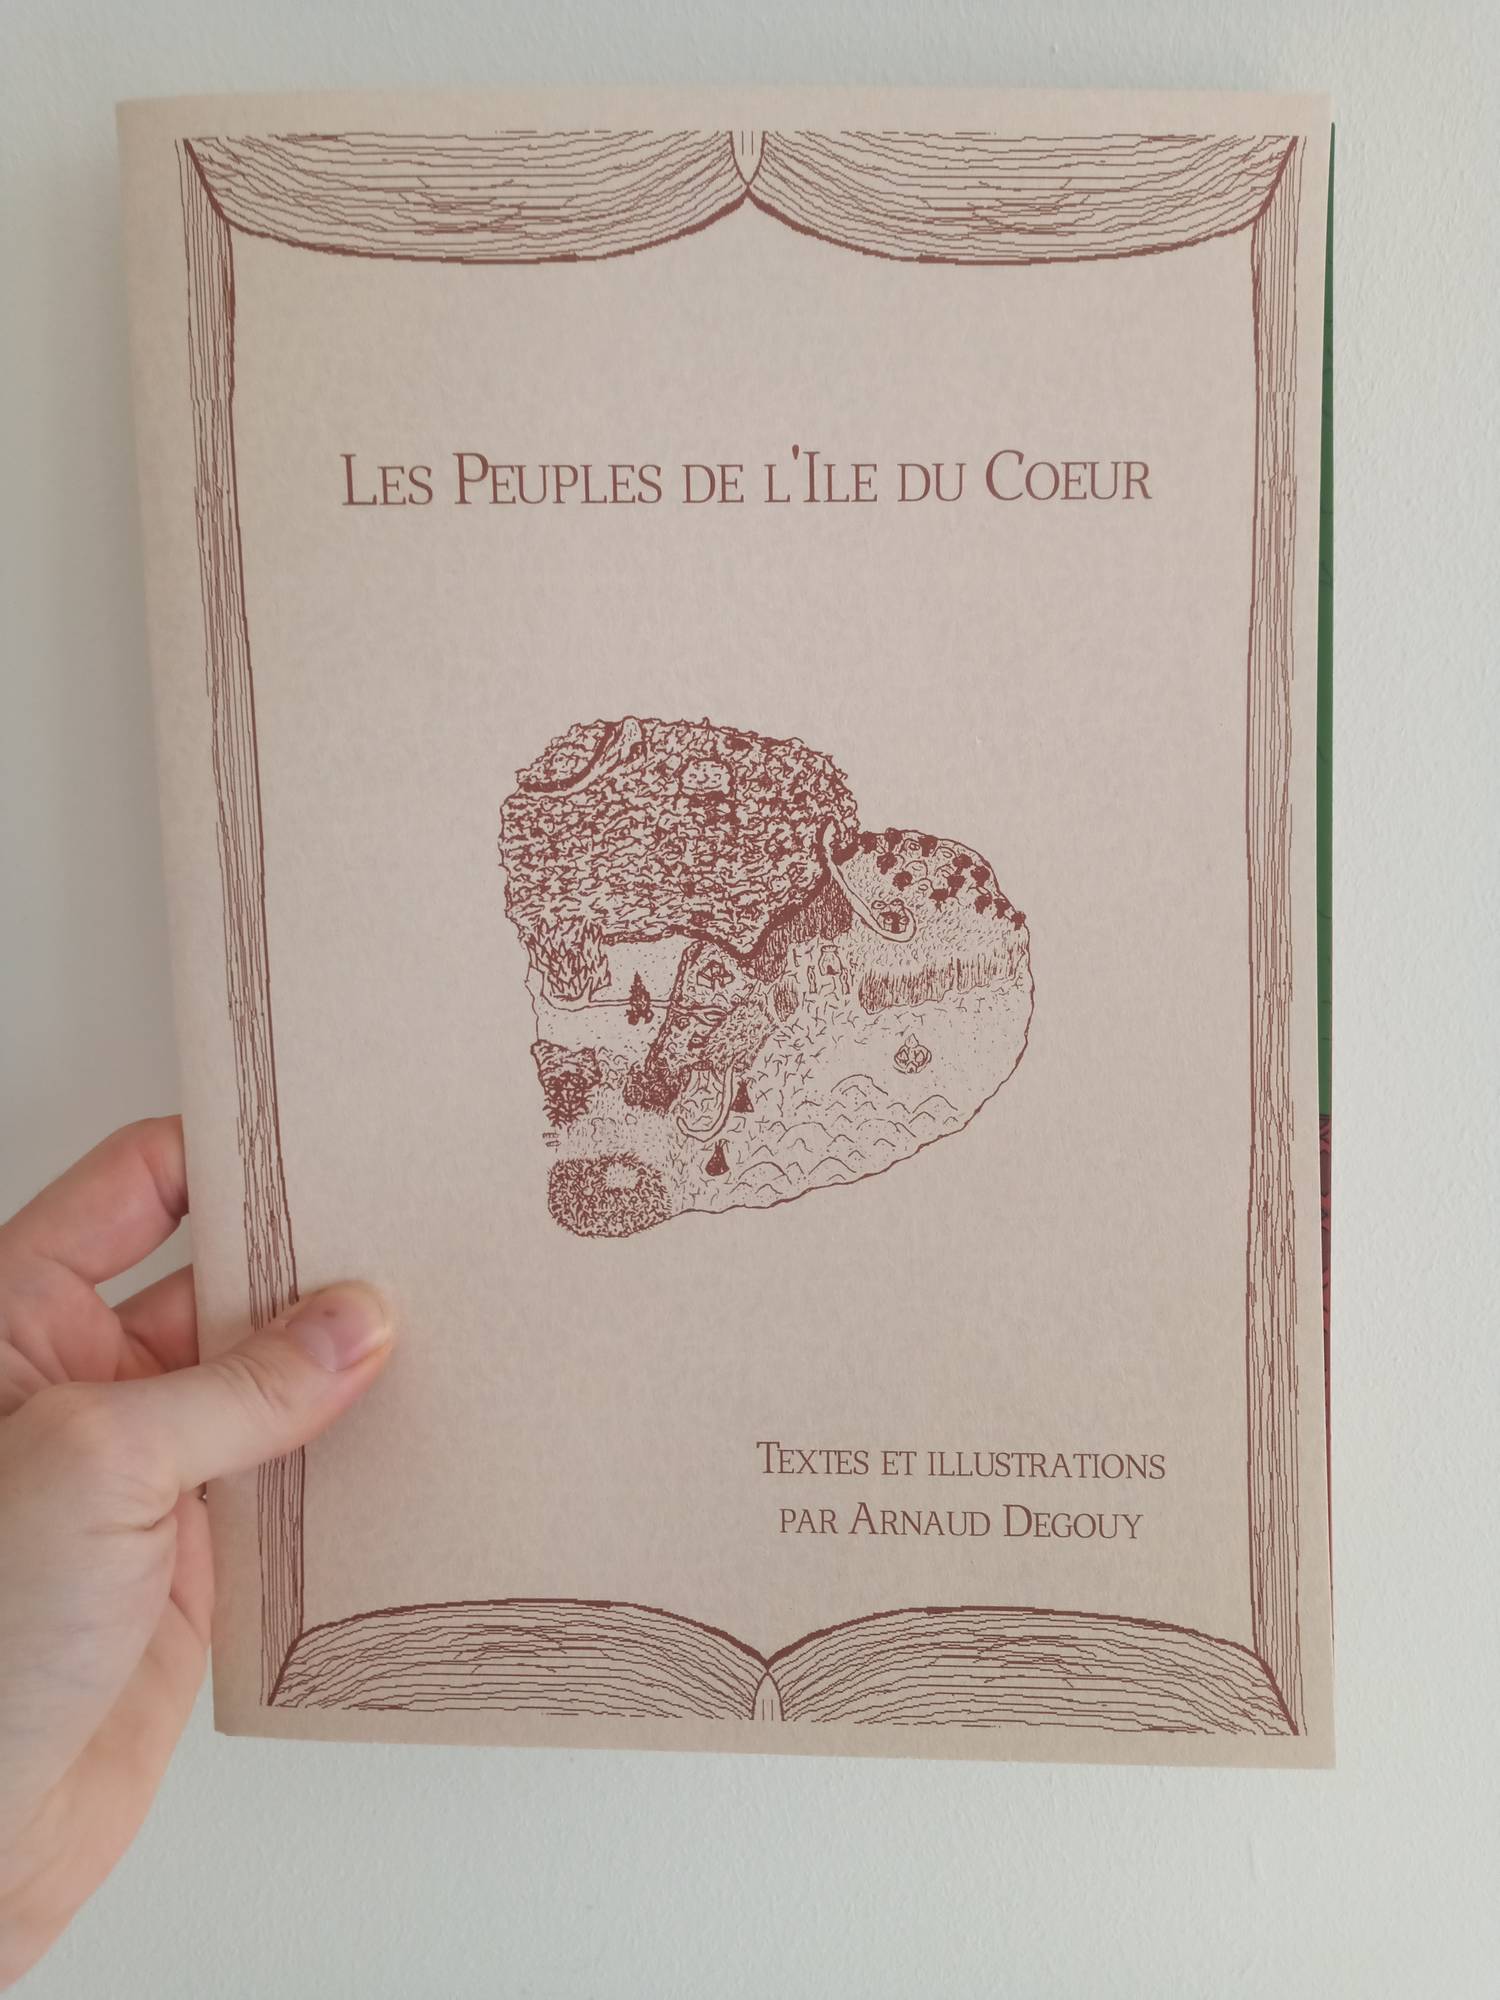 Les Peuples de l'Ile du Coeur
Textes et illustrations
par Arnaud Degouy